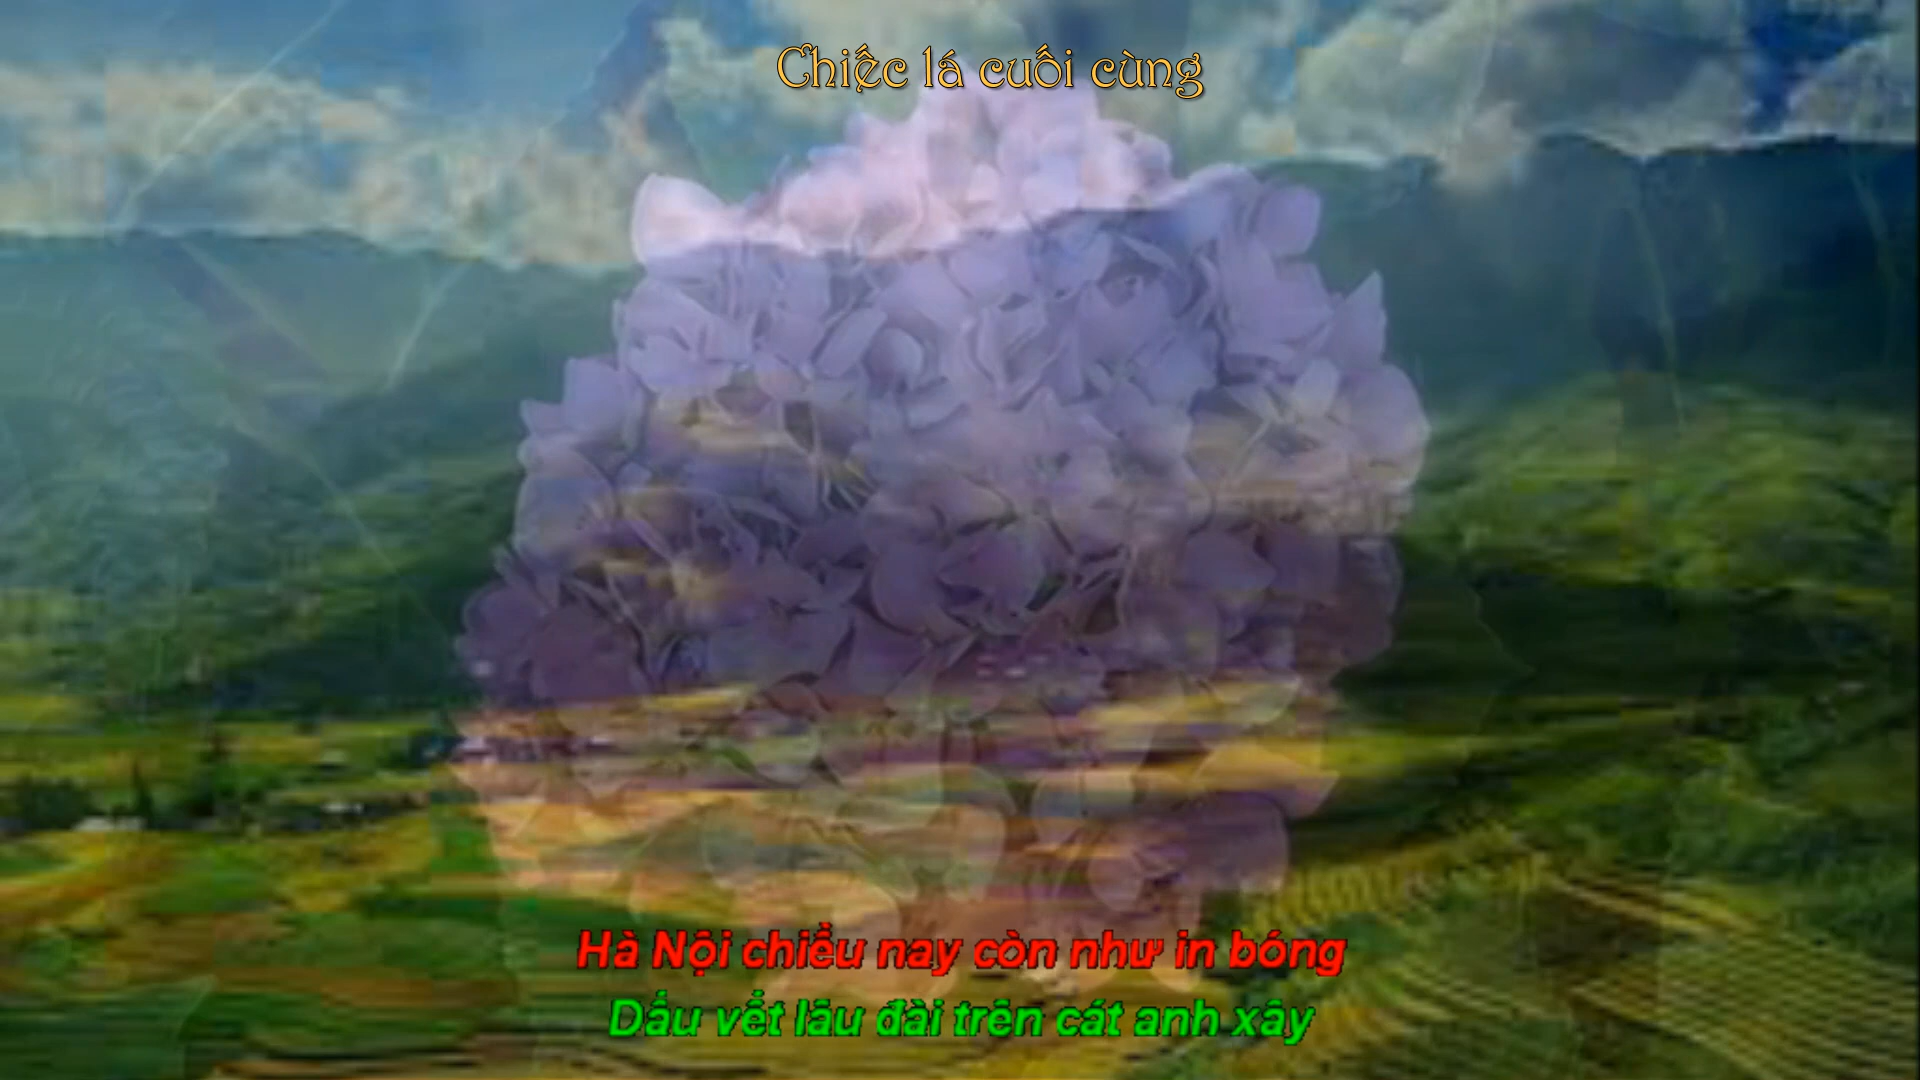 Chiếc lá cuối cùng
Hà Nội chiều nay còn như in bóng
Dấu vết lâu đài trên cát anh xây